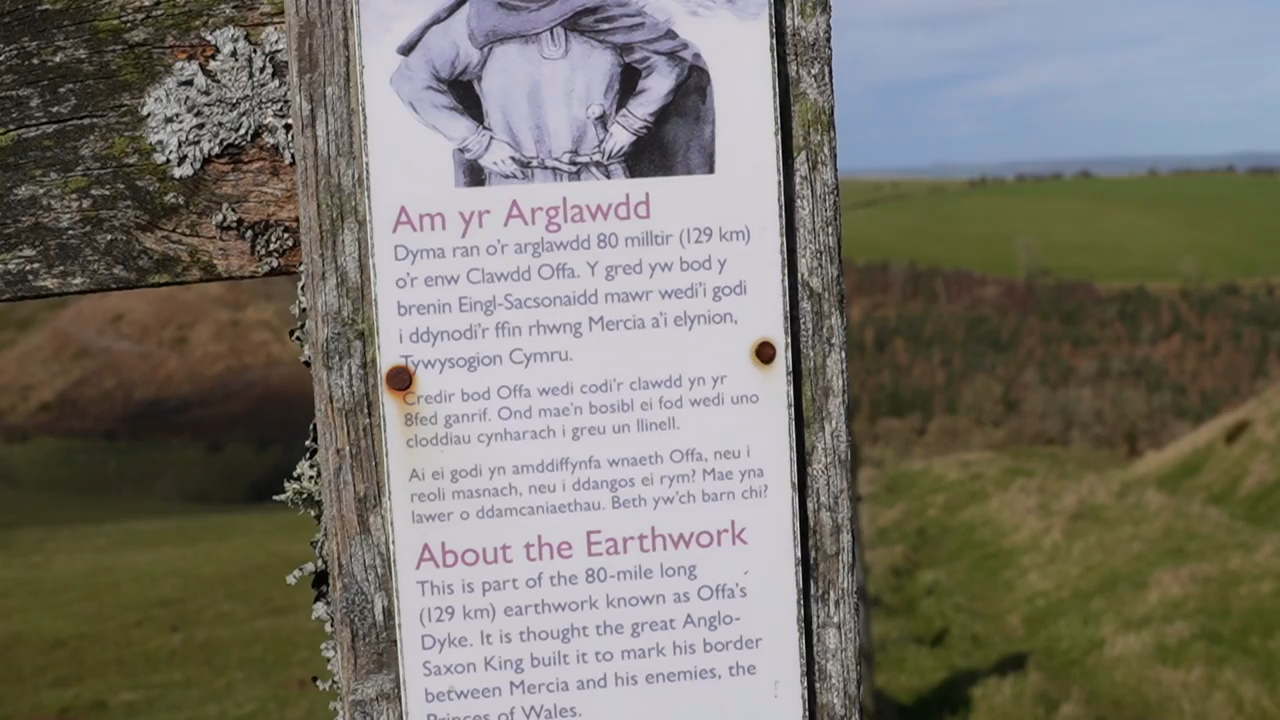 Am yr Arglawdd
Dyma ran o'r arglawdd 80 milltir (129 km)
o'r enw Clawdd Offa. Y gred yw bod y
brenin Eingl-Sacsonaidd mawr wedi'i godi
i ddynodi'r ffin rhwng Mercia a'i elynion,
Tywysogion Cymru.
Credir bod Offa wedi codi'r clawdd yn yr
8fed ganrif. Ond mae'n bosibl ei fod wedi uno
cloddiau cynharach i greu un llinell.
Ai ei godi yn amddiffynfa wnaeth Offa, neu i
reoli masnach, neu i ddangos ei rym? Mae yna
lawer o ddamcaniaethau. Beth yw'ch barn chi?
About the Earthwork
This is part of the 80-mile long
(129 km) earthwork known as Offa's
Dyke. It is thought the great Anglo-
Saxon King built it to mark his border
between Mercia and his enemies, the
Princes of Wales.